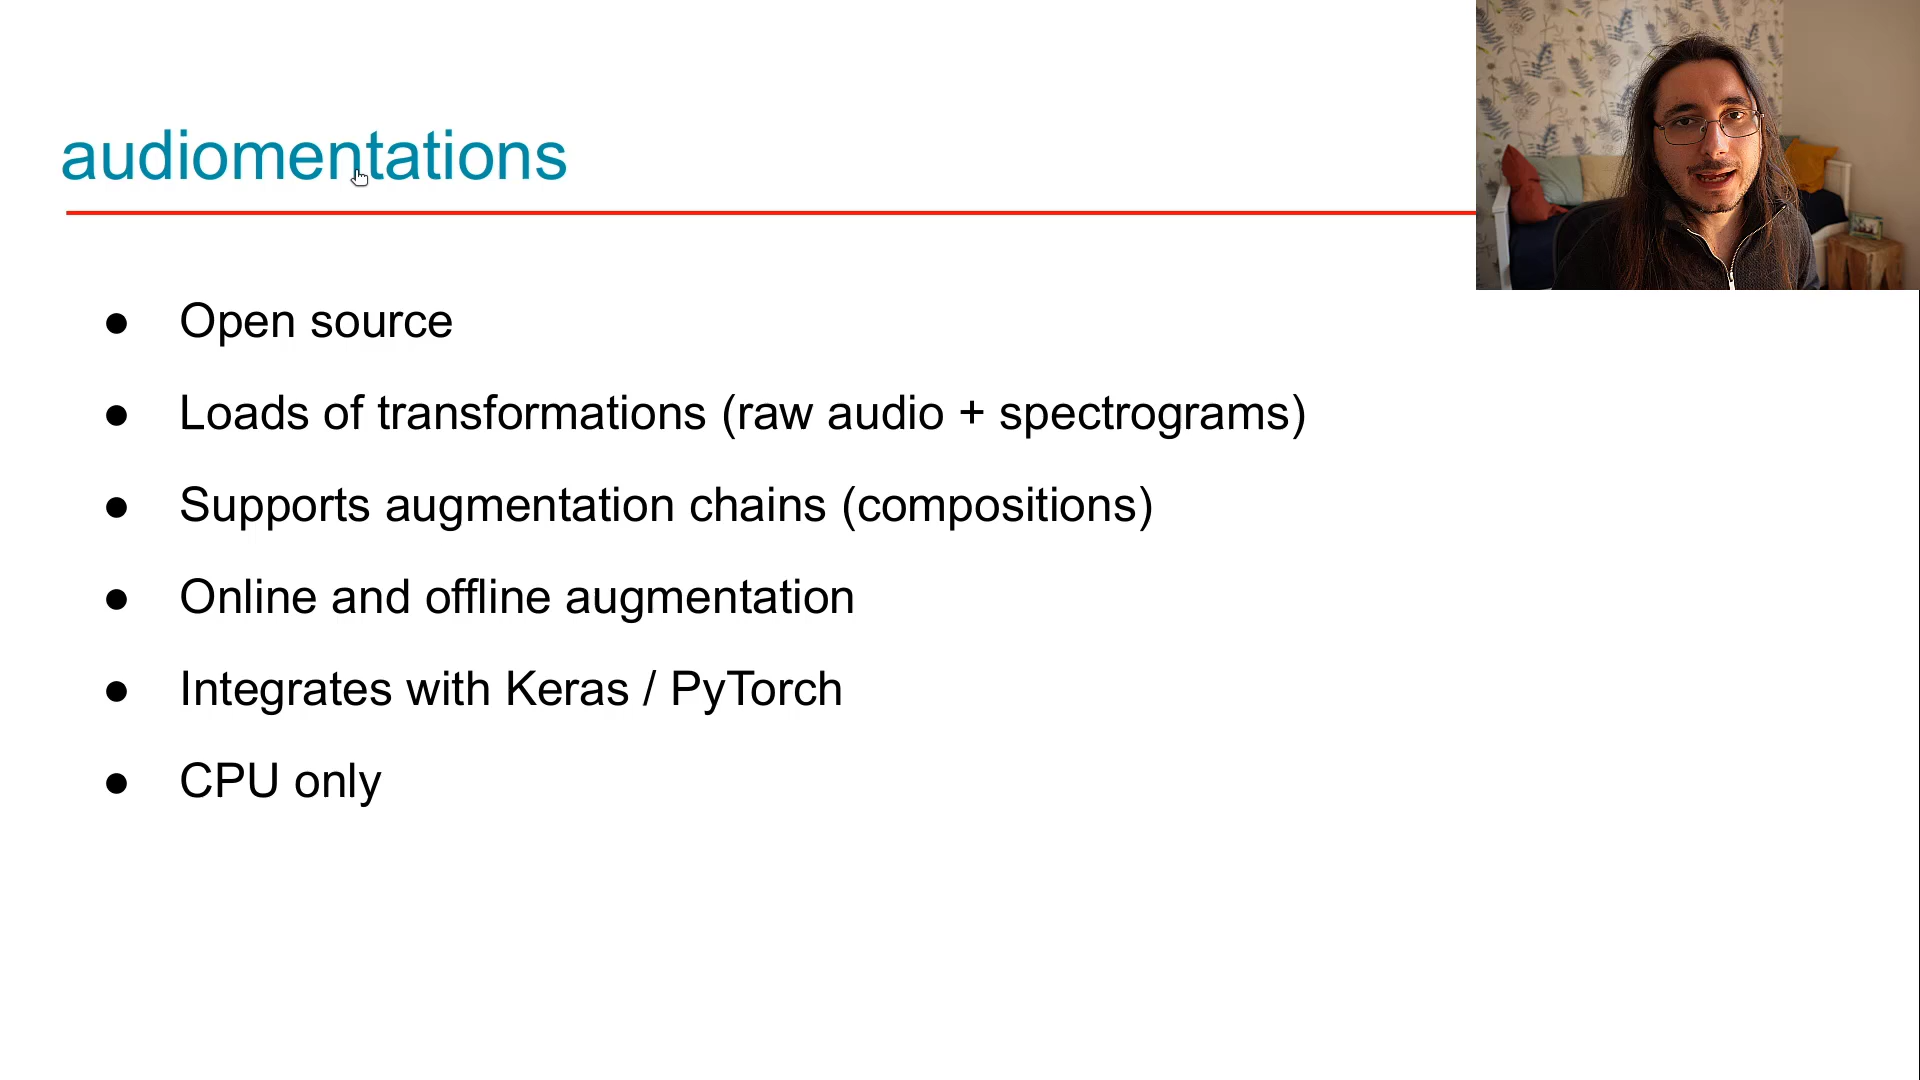 audiomentations
● Open source
● Loads of transformations (raw audio + spectrograms)
● Supports augmentation chains (compositions)
● Online and offline augmentation
● Integrates with Keras / PyTorch
● CPU only